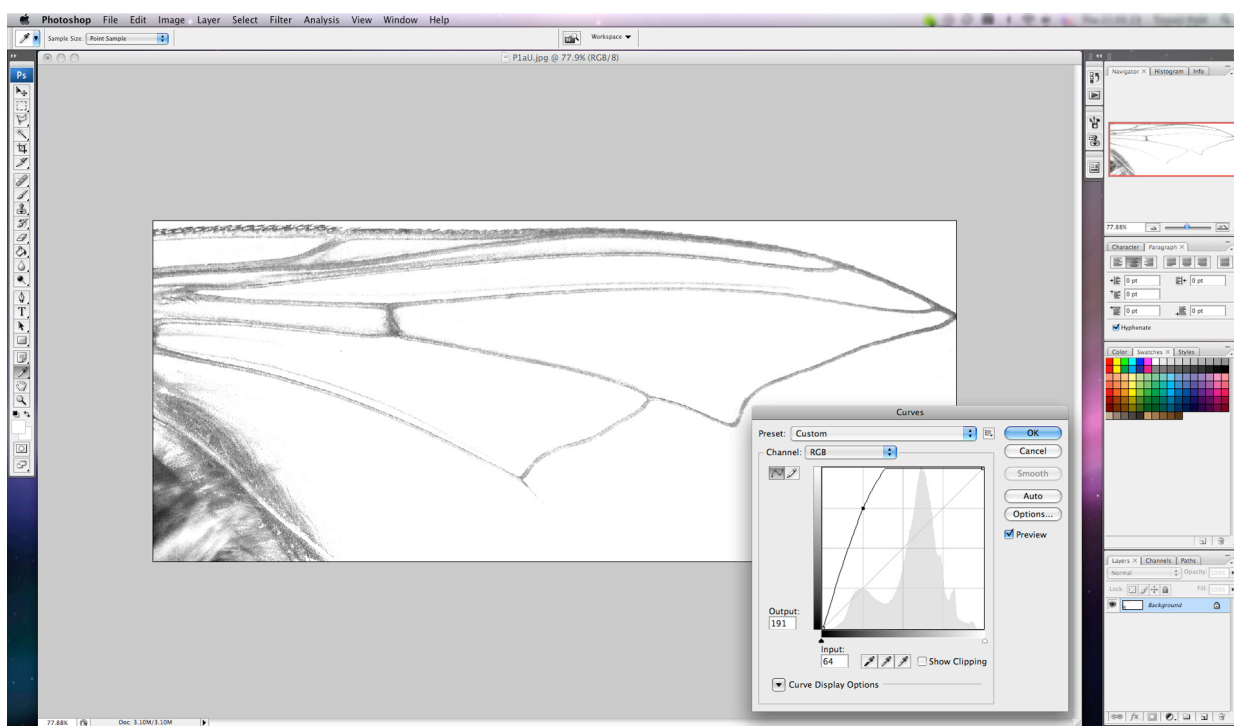 Photoshop File Edit Image Layer Select Filter Analysis View Window Help
Sample Size: Point Sample
Workspace
P1aU.jpg @ 77.9% (RGB/8)
Ps
Navigator × Histogram Info
77.88%
Character Paragraph ×
0 pt 0 pt
0 pt
0 pt 0 pt
Hyphenate
Color Swatches × Styles
Layers × Channels Paths
Normal Opacity:
Lock: Fill:
Background
Curves
Preset: Custom
OK
Channel: RGB
Cancel
Smooth
Auto
Options...
Preview
Output:
191
Input:
64
Show Clipping
Curve Display Options
77.88% Doc: 3.10M/3.10M